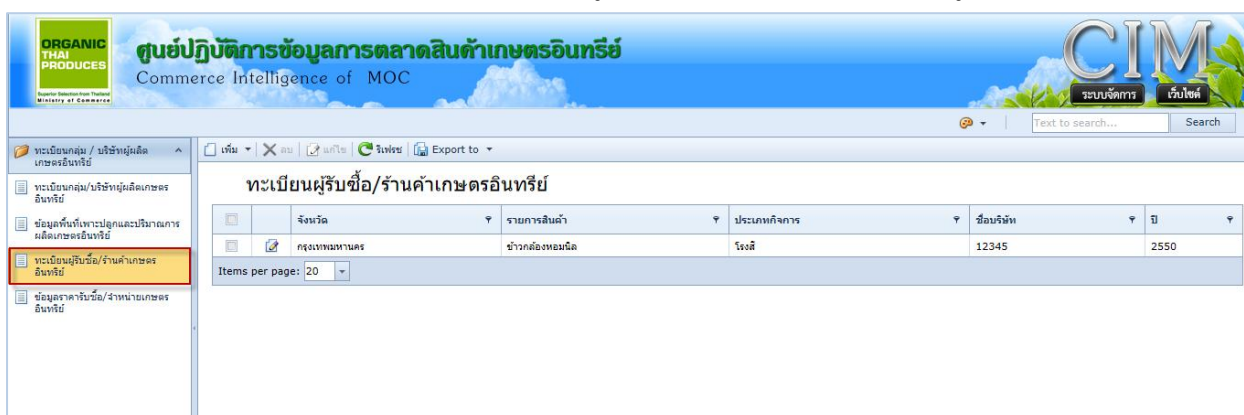 ORGANIC
THAI
PRODUCES
Superior Selection from Thailand
Ministry of Commerce
ศูนย์ปฏิบัติการข้อมูลการตลาดสินค้าเกษตรอินทรีย์
Commerce Intelligence of MOC
CIM
ระบบจัดการ เว็บไซต์
Text to search... Search
ทะเบียนกลุ่ม / บริษัทผู้ผลิต
เกษตรอินทรีย์
ทะเบียนกลุ่ม/บริษัทผู้ผลิตเกษตร
อินทรีย์
ข้อมูลพื้นที่เพาะปลูกและปริมาณการ
ผลิตเกษตรอินทรีย์
ทะเบียนผู้รับซื้อ/ร้านค้าเกษตร
อินทรีย์
ข้อมูลราคารับซื้อ/จำหน่ายเกษตร
อินทรีย์
เพิ่ม ลบ แก้ไข รีเฟรช Export to
ทะเบียนผู้รับซื้อ/ร้านค้าเกษตรอินทรีย์
จังหวัด รายการสินค้า ประเภทกิจการ ชื่อบริษัท ปี
กรุงเทพมหานคร ข้าวกล้องหอมนิล โรงสี 12345 2550
Items per page: 20